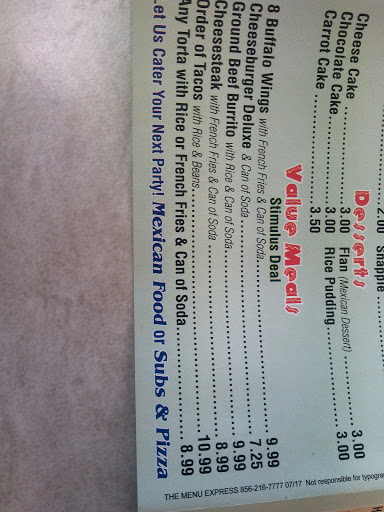 2.00 Snapple
Desserts
Cheese Cake 3.00 Flan (Mexican Dessert) 3.00
Chocolate Cake 3.00 Rice Pudding 3.00
Carrot Cake 3.50
Value Meals
Stimulus Deal
8 Buffalo Wings with French Fries & Can of Soda 9.99
Cheeseburger Deluxe & Can of Soda 7.25
Ground Beef Burrito with Rice & Can of Soda 9.99
Cheesesteak with French Fries & Can of Soda 8.99
Order of Tacos with Rice & Beans 10.99
Any Torta with Rice or French Fries & Can of Soda 8.99
Let Us Cater Your Next Party! Mexican Food or Subs & Pizza
THE MENU EXPRESS 856-216-7777 07/17 Not responsible for typogra